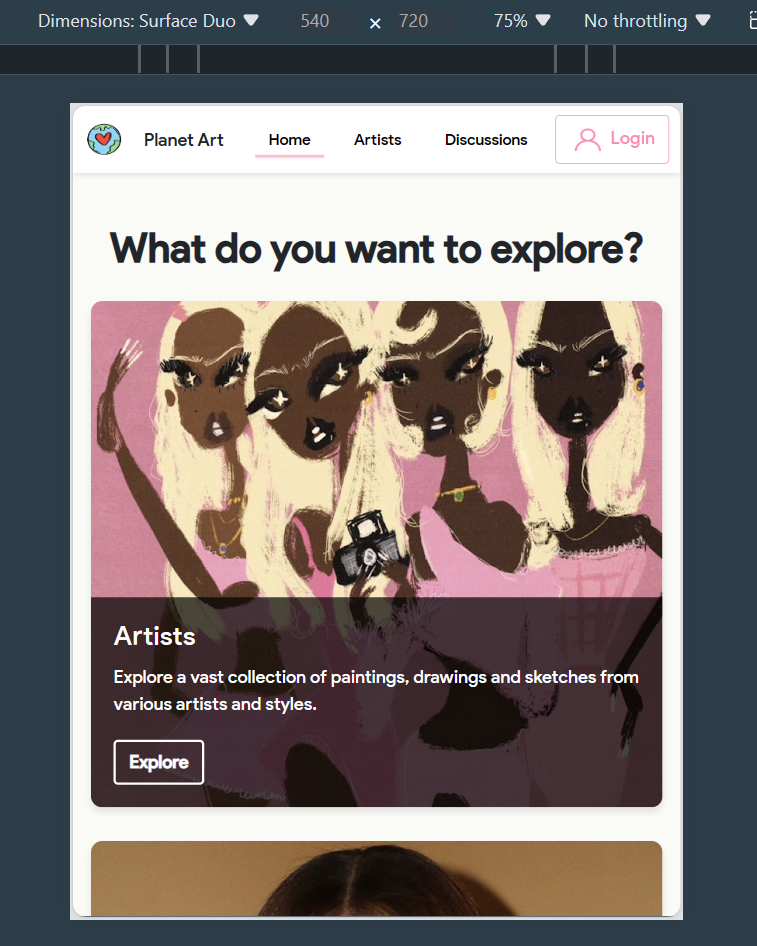 Dimensions: Surface Duo 540 × 720 75% No throttling
Planet Art Home Artists Discussions Login
What do you want to explore?
Artists
Explore a vast collection of paintings, drawings and sketches from
various artists and styles.
Explore